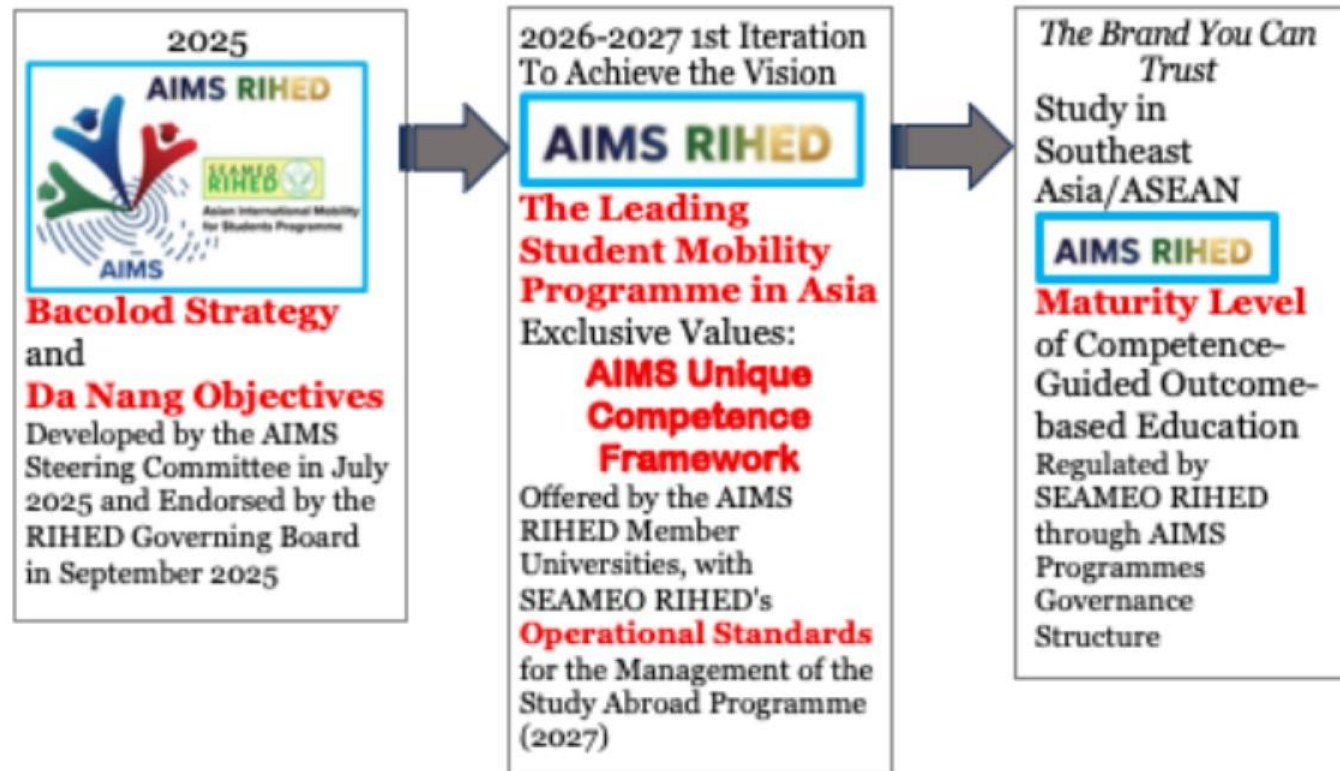 2025
AIMS RIHED
SEAMEO
RIHED
Asian International Mobility
for Students Programme
AIMS
Bacolod Strategy
and
Da Nang Objectives
Developed by the AIMS
Steering Committee in July
2025 and Endorsed by the
RIHED Governing Board
in September 2025
2026-2027 1st Iteration
To Achieve the Vision
AIMS RIHED
The Leading
Student Mobility
Programme in Asia
Exclusive Values:
AIMS Unique
Competence
Framework
Offered by the AIMS
RIHED Member
Universities, with
SEAMEO RIHED's
Operational Standards
for the Management of the
Study Abroad Programme
(2027)
The Brand You Can
Trust
Study in
Southeast
Asia/ASEAN
AIMS RIHED
Maturity Level
of Competence-
Guided Outcome-
based Education
Regulated by
SEAMEO RIHED
through AIMS
Programmes
Governance
Structure